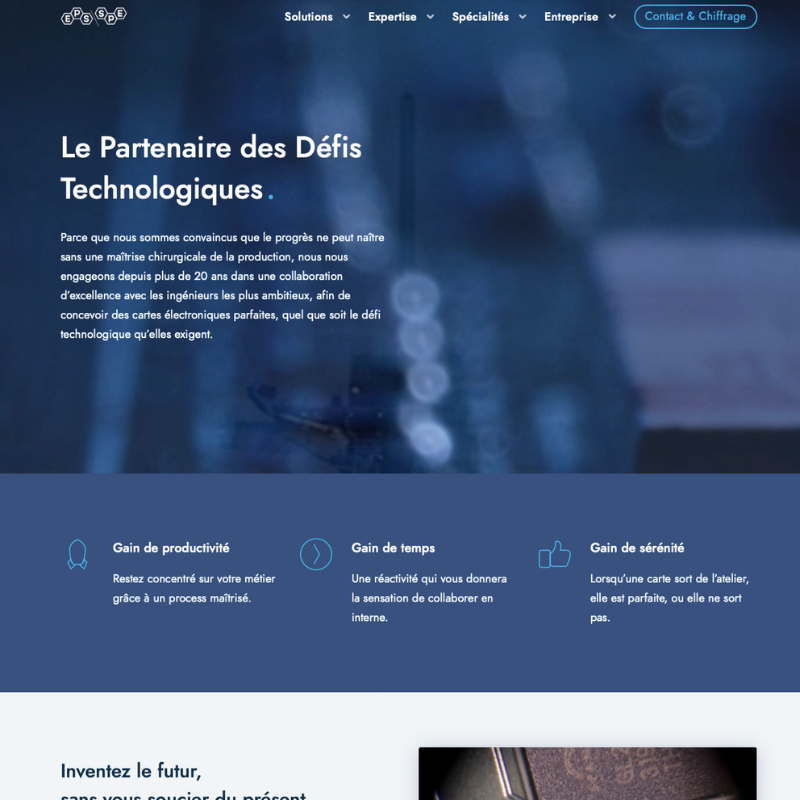 EPS SPE
Solutions Expertise Spécialités Entreprise Contact & Chiffrage
Le Partenaire des Défis
Technologiques.
Parce que nous sommes convaincus que le progrès ne peut naître
sans une maîtrise chirurgicale de la production, nous nous
engageons depuis plus de 20 ans dans une collaboration
d'excellence avec les ingénieurs les plus ambitieux, afin de
concevoir des cartes électroniques parfaites, quel que soit le défi
technologique qu'elles exigent.
Gain de productivité
Restez concentré sur votre métier
grâce à un process maîtrisé.
Gain de temps
Une réactivité qui vous donnera
la sensation de collaborer en
interne.
Gain de sérénité
Lorsqu'une carte sort de l'atelier,
elle est parfaite, ou elle ne sort
pas.
Inventez le futur,
sans vous soucier du présent